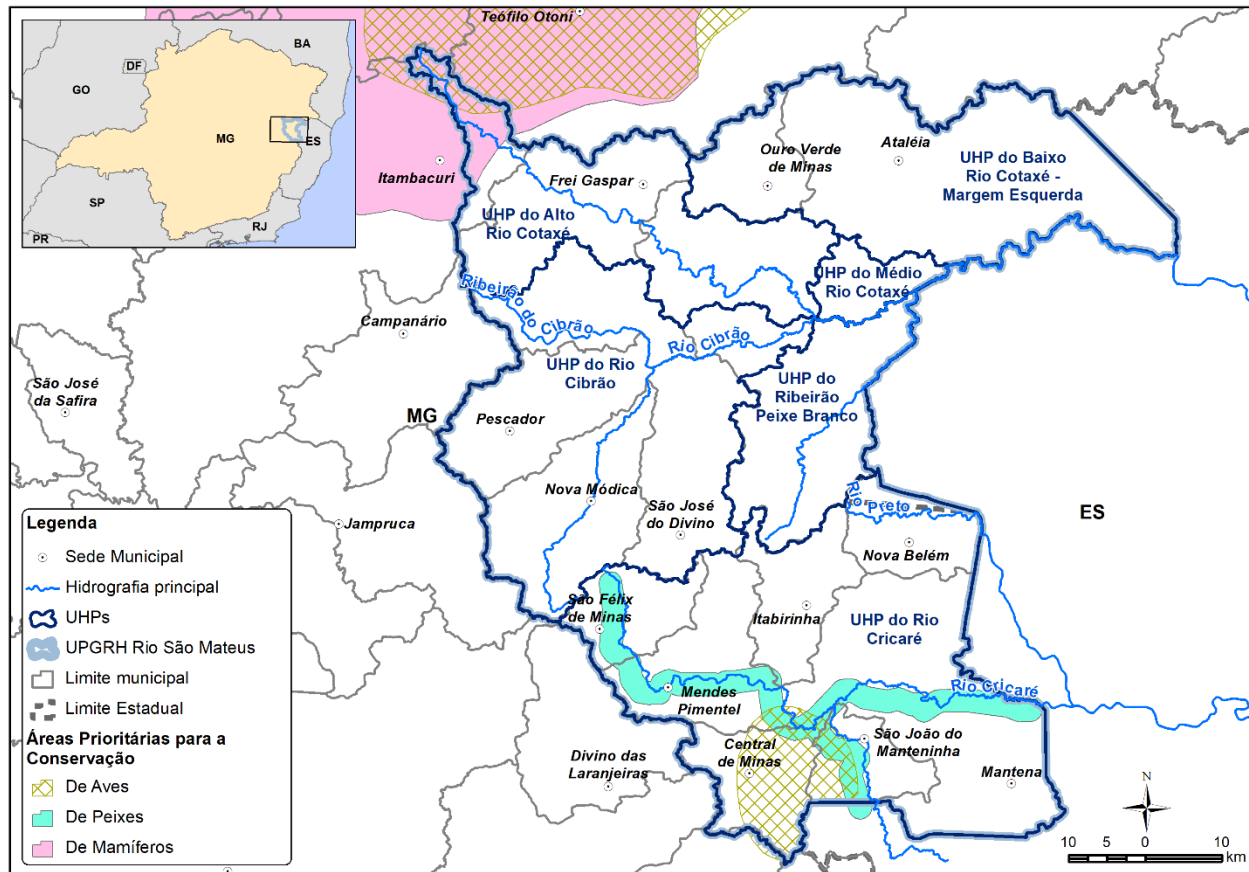 Teófilo Otoni
BA
DF
GO
MG
ES
SP
RJ
PR
Itambacuri
Frei Gaspar
Ouro Verde
de Minas
Ataléia
UHP do Baixo
Rio Cotaxé -
Margem Esquerda
UHP do Alto
Rio Cotaxé
UHP do Médio
Rio Cotaxé
Ribeirão do Cibrão
Campanário
Rio Cibrão
UHP do Rio
Cibrão
UHP do
Ribeirão
Peixe Branco
São José
da Safira
MG
Pescador
Nova Módica
São José
do Divino
Rio Preto
ES
Jampruca
Nova Belém
São Félix
de Minas
Itabirinha
UHP do Rio
Cricaré
Rio Cricaré
Mendes
Pimentel
Divino das
Laranjeiras
Central
de Minas
São João do
Manteninha
Mantena
Legenda
Sede Municipal
Hidrografia principal
UHPs
UPGRH Rio São Mateus
Limite municipal
Limite Estadual
Áreas Prioritárias para a
Conservação
De Aves
De Peixes
De Mamíferos
N
10 5 0 10
km